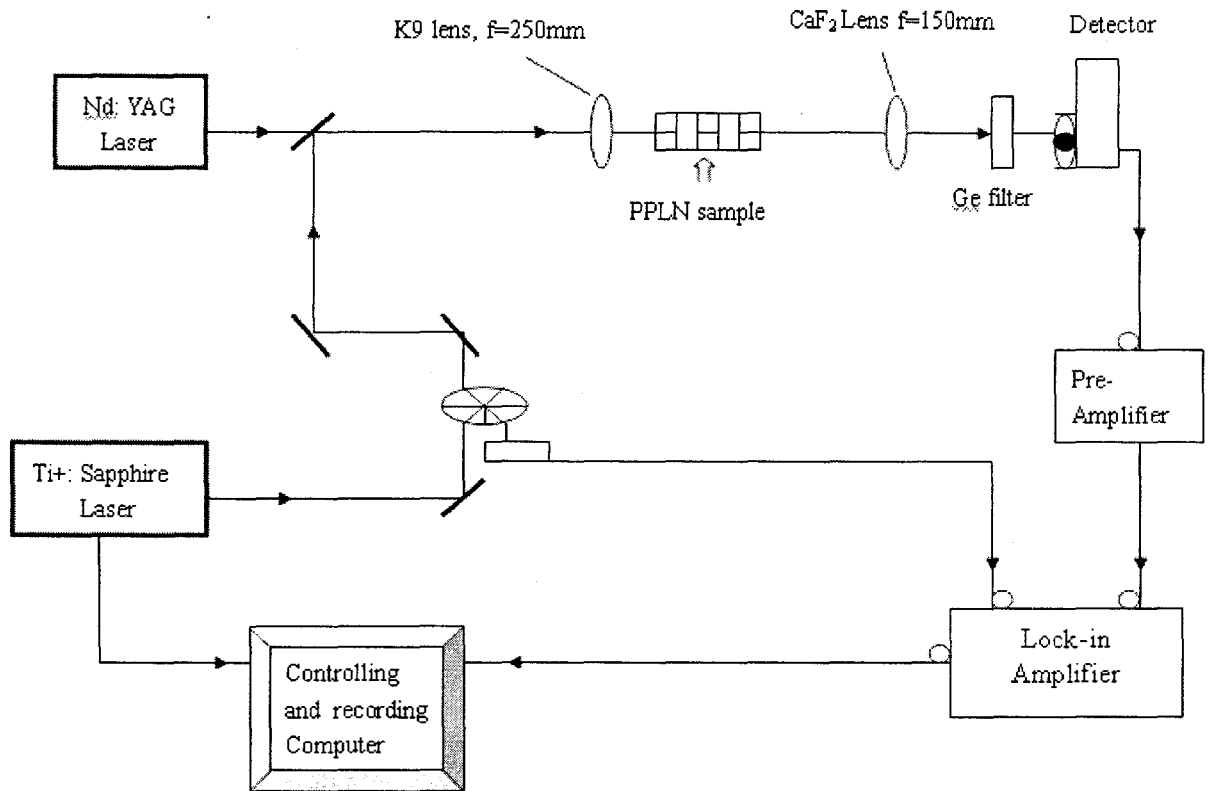 K9 lens, f=250mm
CaF₂ Lens f=150mm
Detector
Nd: YAG
Laser
PPLN sample
Ge filter
Pre-
Amplifier
Ti+: Sapphire
Laser
Lock-in
Amplifier
Controlling
and recording
Computer